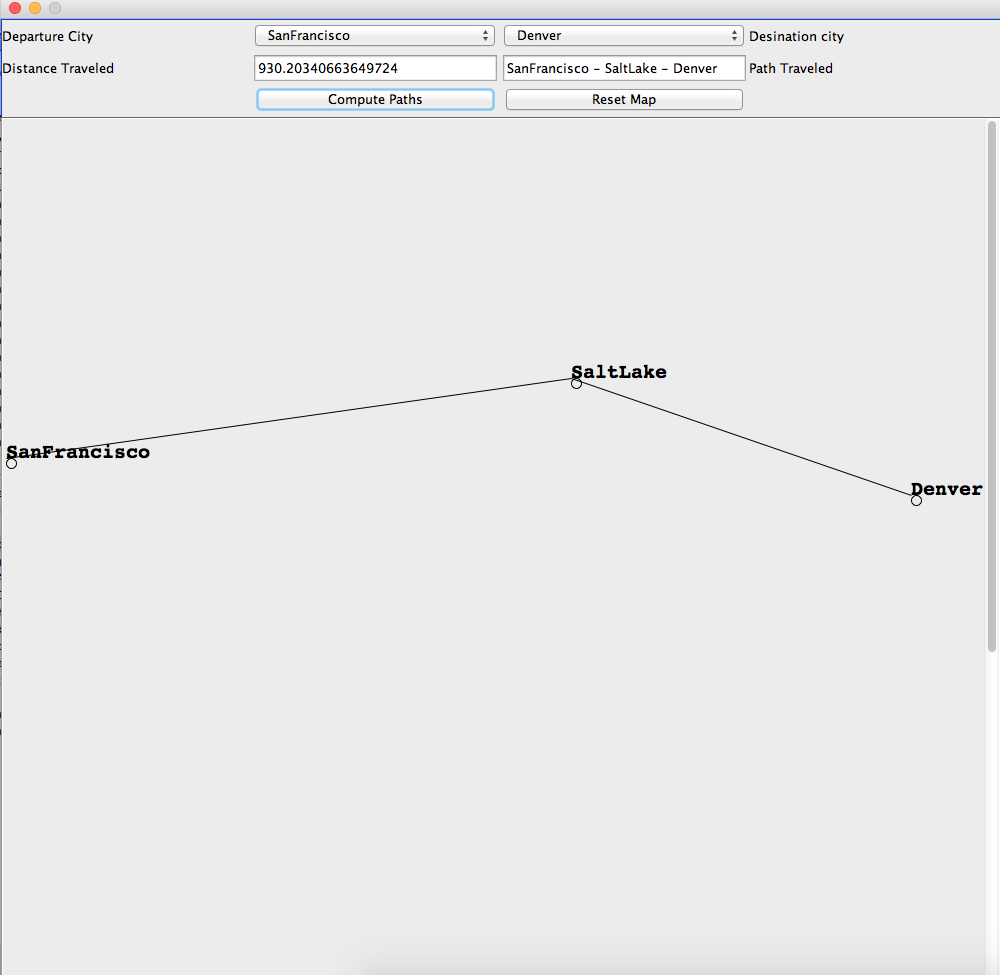 Departure City SanFrancisco Denver Desination city
Distance Traveled 930.20340663649724 SanFrancisco - SaltLake - Denver Path Traveled
Compute Paths Reset Map
SaltLake
SanFrancisco
Denver